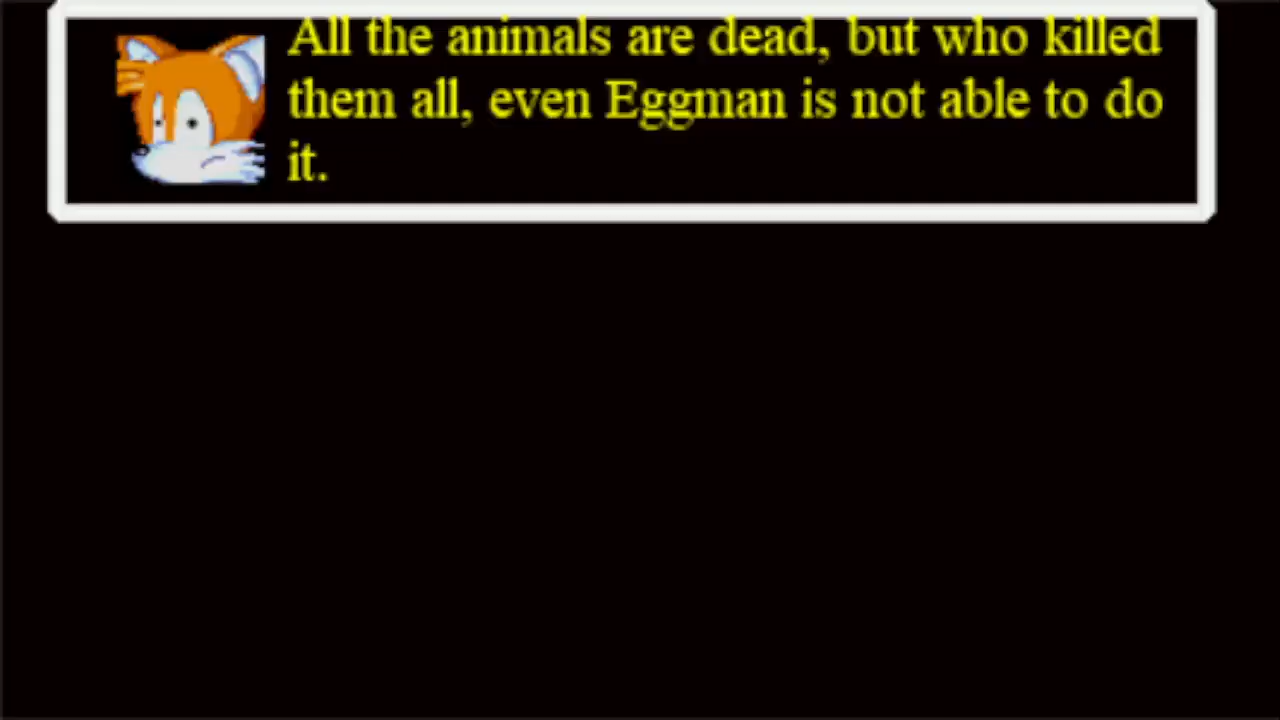 All the animals are dead, but who killed
them all, even Eggman is not able to do
it.